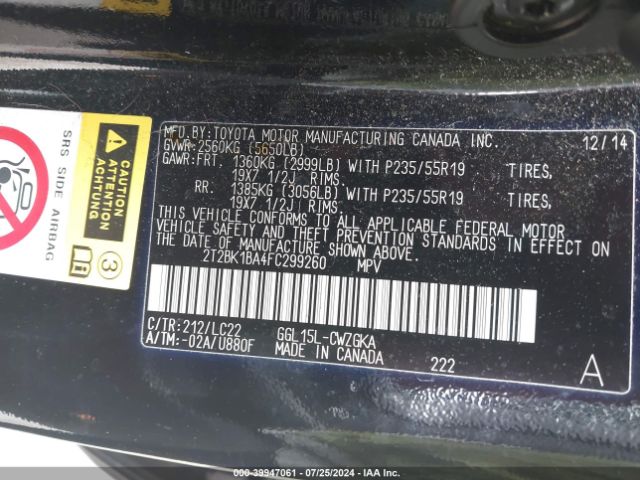 MFD. BY: TOYOTA MOTOR MANUFACTURING CANADA INC. 12/14
GVWR: 2560KG (5650LB)
GAWR: FRT. 1360KG (2999LB) WITH P235/55R19 TIRES,
19X7 1/2J RIMS
RR. 1385KG (3056LB) WITH P235/55R19 TIRES,
19X7 1/2J RIMS
THIS VEHICLE CONFORMS TO ALL APPLICABLE FEDERAL MOTOR
VEHICLE SAFETY AND THEFT PREVENTION STANDARDS IN EFFECT ON
THE DATE OF MANUFACTURE SHOWN ABOVE.
2T2BK1BA4FC299260 MPV
C/TR: 212/LC22 GGL15L-CWZGKA
A/TM: -02A/U880F MADE IN CANADA 222 A
SRS SIDE AIRBAG
ATTENTION
ACHTUNG
3
000-39947061 - 07/25/2024 - IAA Inc.